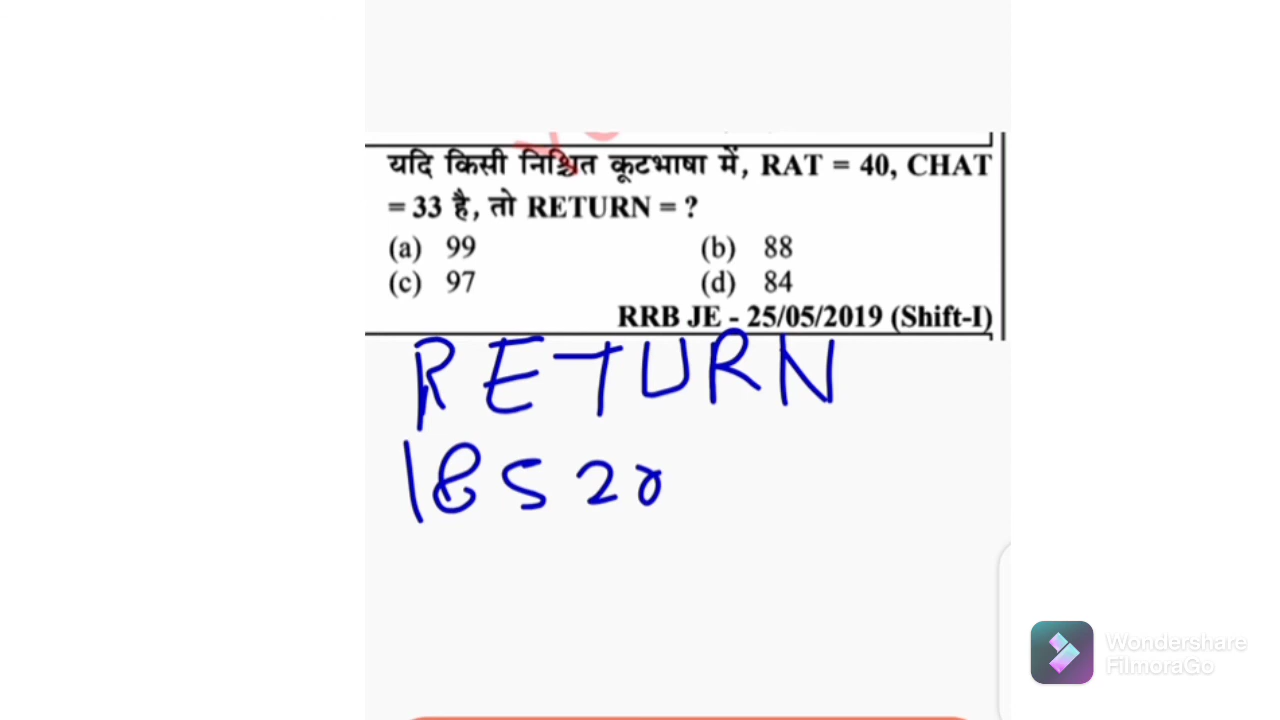 यदि किसी निश्चित कूटभाषा में, RAT = 40, CHAT
= 33 है, तो RETURN = ?
(a) 99 (b) 88
(c) 97 (d) 84
RRB JE - 25/05/2019 (Shift-I)
RETURN
18 5 20
Wondershare
FilmoraGo